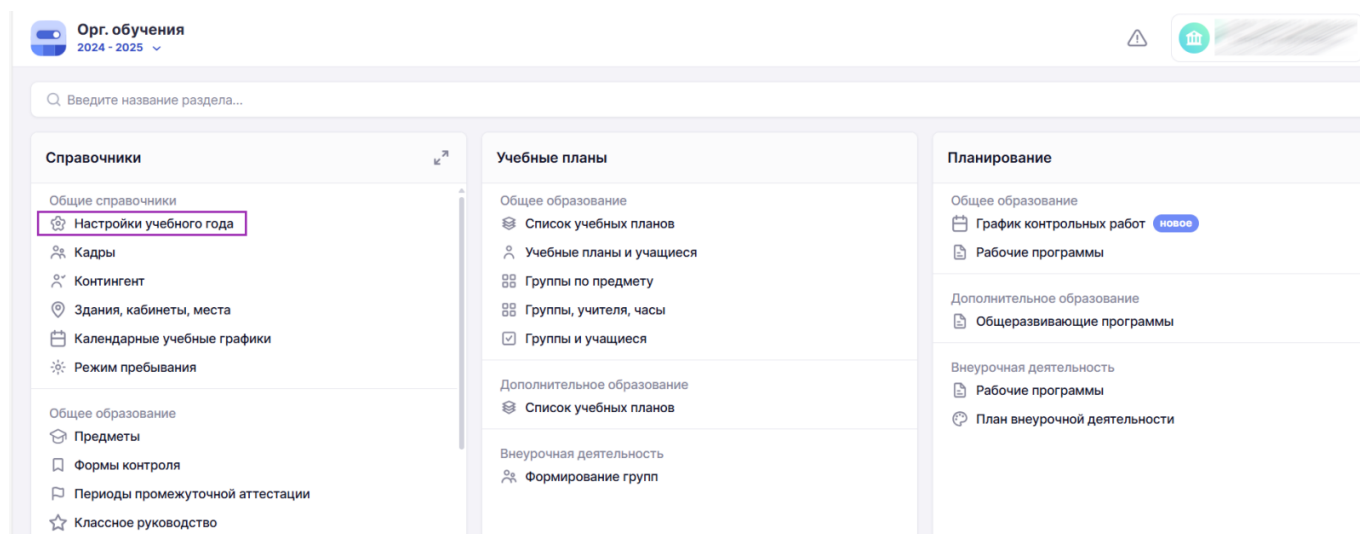 Орг. обучения
2024 - 2025
Введите название раздела...
Справочники
Общие справочники
Настройки учебного года
Кадры
Контингент
Здания, кабинеты, места
Календарные учебные графики
Режим пребывания
Общее образование
Предметы
Формы контроля
Периоды промежуточной аттестации
Классное руководство
Учебные планы
Общее образование
Список учебных планов
Учебные планы и учащиеся
Группы по предмету
Группы, учителя, часы
Группы и учащиеся
Дополнительное образование
Список учебных планов
Внеурочная деятельность
Формирование групп
Планирование
Общее образование
График контрольных работ новое
Рабочие программы
Дополнительное образование
Общеразвивающие программы
Внеурочная деятельность
Рабочие программы
План внеурочной деятельности